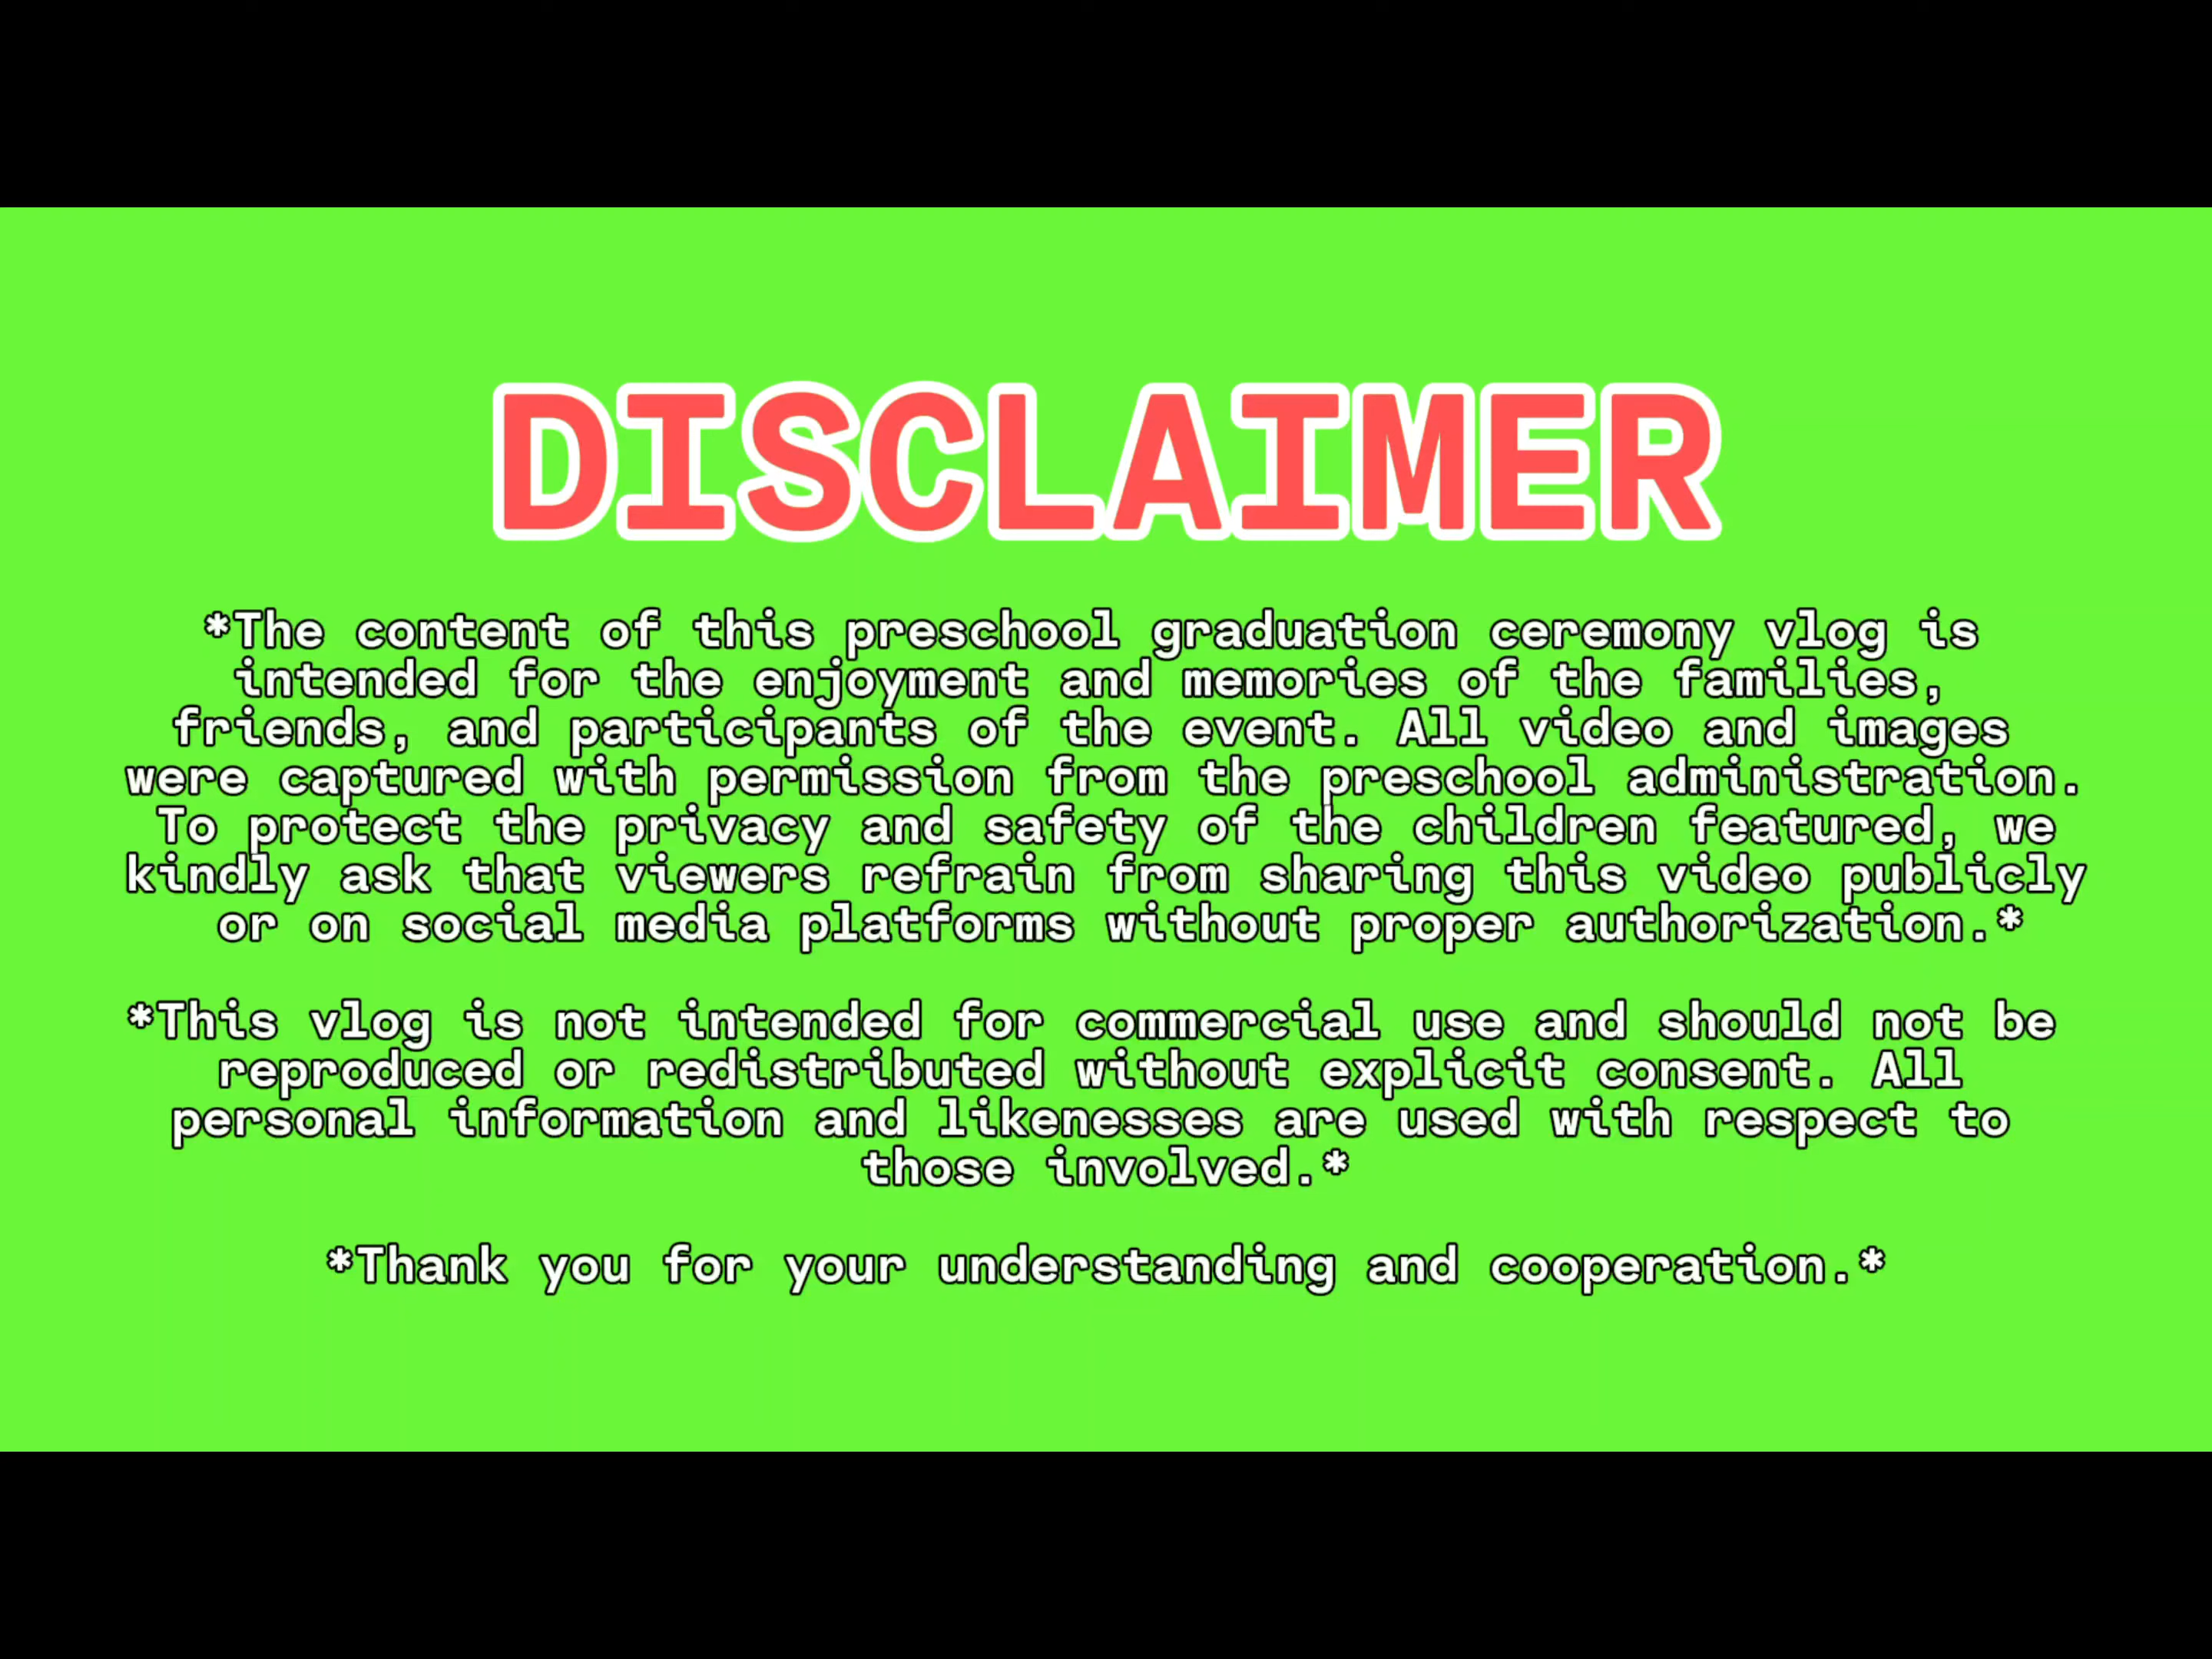 DISCLAIMER
*The content of this preschool graduation ceremony vlog is
intended for the enjoyment and memories of the families,
friends, and participants of the event. All video and images
were captured with permission from the preschool administration.
To protect the privacy and safety of the children featured, we
kindly ask that viewers refrain from sharing this video publicly
or on social media platforms without proper authorization.*
*This vlog is not intended for commercial use and should not be
reproduced or redistributed without explicit consent. All
personal information and likenesses are used with respect to
those involved.*
*Thank you for your understanding and cooperation.*